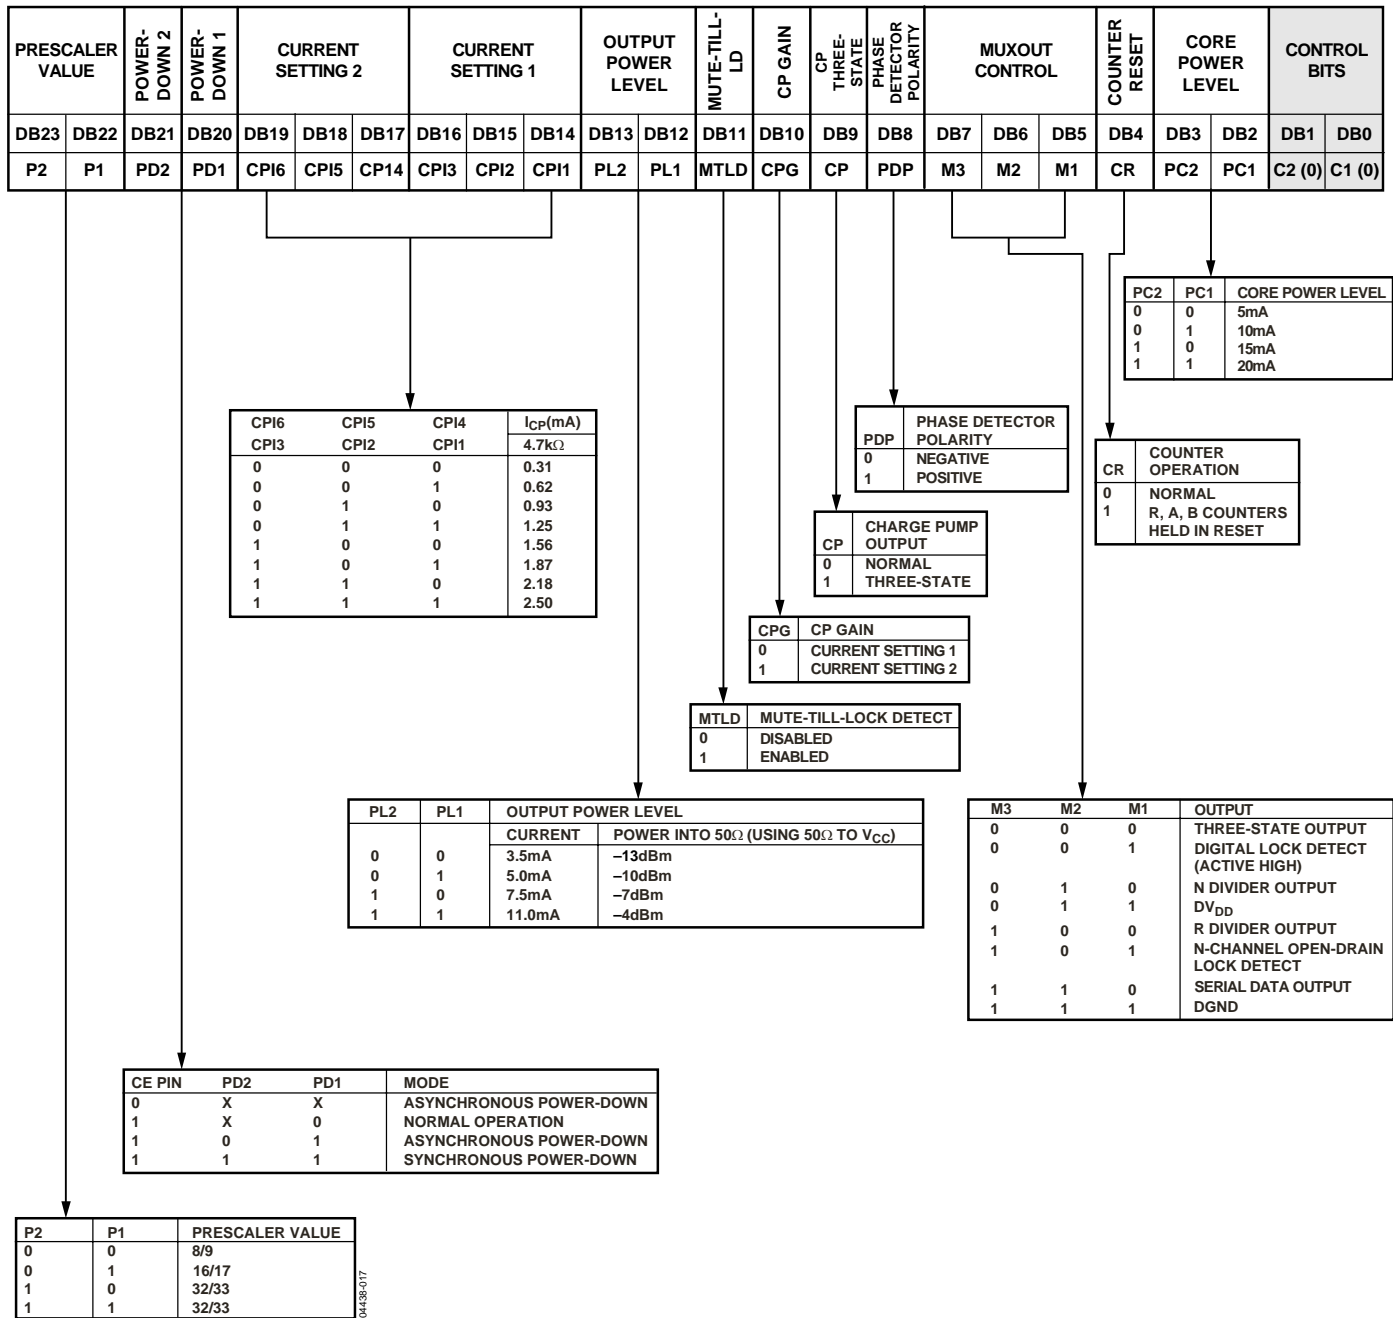 PRESCALER VALUE POWER-DOWN 2 POWER-DOWN 1 CURRENT SETTING 2 CURRENT SETTING 1 OUTPUT POWER LEVEL MUTE-TILL-LD CP GAIN CP THREE-STATE PHASE DETECTOR POLARITY MUXOUT CONTROL COUNTER RESET CORE POWER LEVEL CONTROL BITS
DB23 DB22 DB21 DB20 DB19 DB18 DB17 DB16 DB15 DB14 DB13 DB12 DB11 DB10 DB9 DB8 DB7 DB6 DB5 DB4 DB3 DB2 DB1 DB0
P2 P1 PD2 PD1 CPI6 CPI5 CP14 CPI3 CPI2 CPI1 PL2 PL1 MTLD CPG CP PDP M3 M2 M1 CR PC2 PC1 C2 (0) C1 (0)
PC2 PC1 CORE POWER LEVEL
0 0 5mA
0 1 10mA
1 0 15mA
1 1 20mA
CPI6 CPI5 CPI4 ICP(mA)
CPI3 CPI2 CPI1 4.7kΩ
0 0 0 0.31
0 0 1 0.62
0 1 0 0.93
0 1 1 1.25
1 0 0 1.56
1 0 1 1.87
1 1 0 2.18
1 1 1 2.50
PHASE DETECTOR
PDP POLARITY
0 NEGATIVE
1 POSITIVE
COUNTER
CR OPERATION
0 NORMAL
1 R, A, B COUNTERS
HELD IN RESET
CHARGE PUMP
CP OUTPUT
0 NORMAL
1 THREE-STATE
CPG CP GAIN
0 CURRENT SETTING 1
1 CURRENT SETTING 2
MTLD MUTE-TILL-LOCK DETECT
0 DISABLED
1 ENABLED
PL2 PL1 OUTPUT POWER LEVEL
CURRENT POWER INTO 50Ω (USING 50Ω TO VCC)
0 0 3.5mA –13dBm
0 1 5.0mA –10dBm
1 0 7.5mA –7dBm
1 1 11.0mA –4dBm
M3 M2 M1 OUTPUT
0 0 0 THREE-STATE OUTPUT
0 0 1 DIGITAL LOCK DETECT
(ACTIVE HIGH)
0 1 0 N DIVIDER OUTPUT
0 1 1 DVDD
1 0 0 R DIVIDER OUTPUT
1 0 1 N-CHANNEL OPEN-DRAIN
LOCK DETECT
1 1 0 SERIAL DATA OUTPUT
1 1 1 DGND
CE PIN PD2 PD1 MODE
0 X X ASYNCHRONOUS POWER-DOWN
1 X 0 NORMAL OPERATION
1 0 1 ASYNCHRONOUS POWER-DOWN
1 1 1 SYNCHRONOUS POWER-DOWN
P2 P1 PRESCALER VALUE
0 0 8/9
0 1 16/17
1 0 32/33
1 1 32/33
04438-017